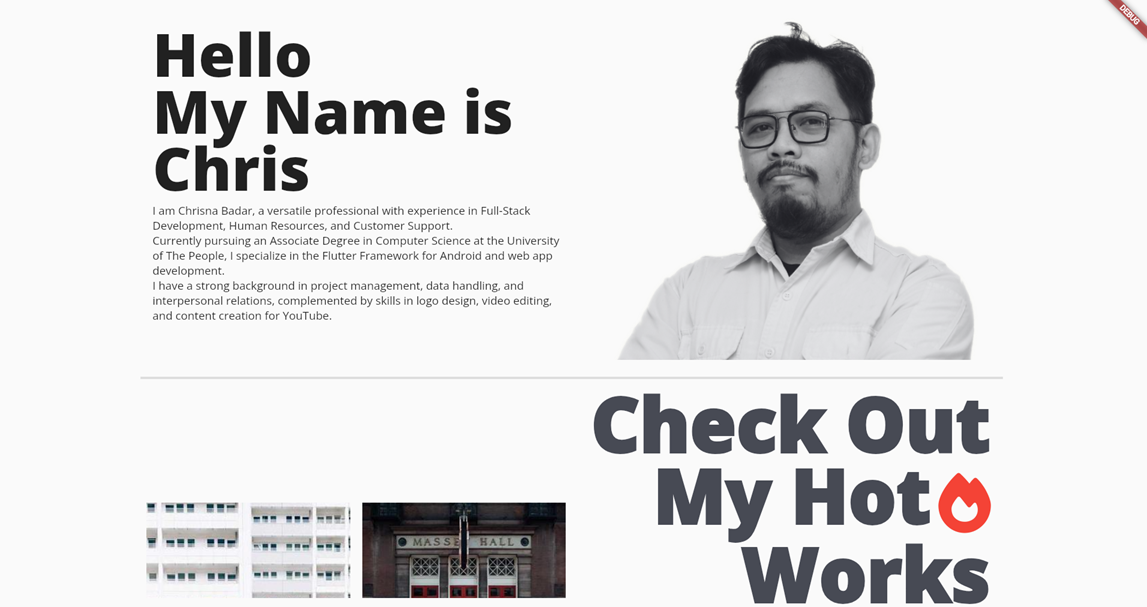 DEBUG
Hello
My Name is
Chris
I am Chrisna Badar, a versatile professional with experience in Full-Stack
Development, Human Resources, and Customer Support.
Currently pursuing an Associate Degree in Computer Science at the University
of The People, I specialize in the Flutter Framework for Android and web app
development.
I have a strong background in project management, data handling, and
interpersonal relations, complemented by skills in logo design, video editing,
and content creation for YouTube.
Check Out
My Hot
Works
MASSE HALL